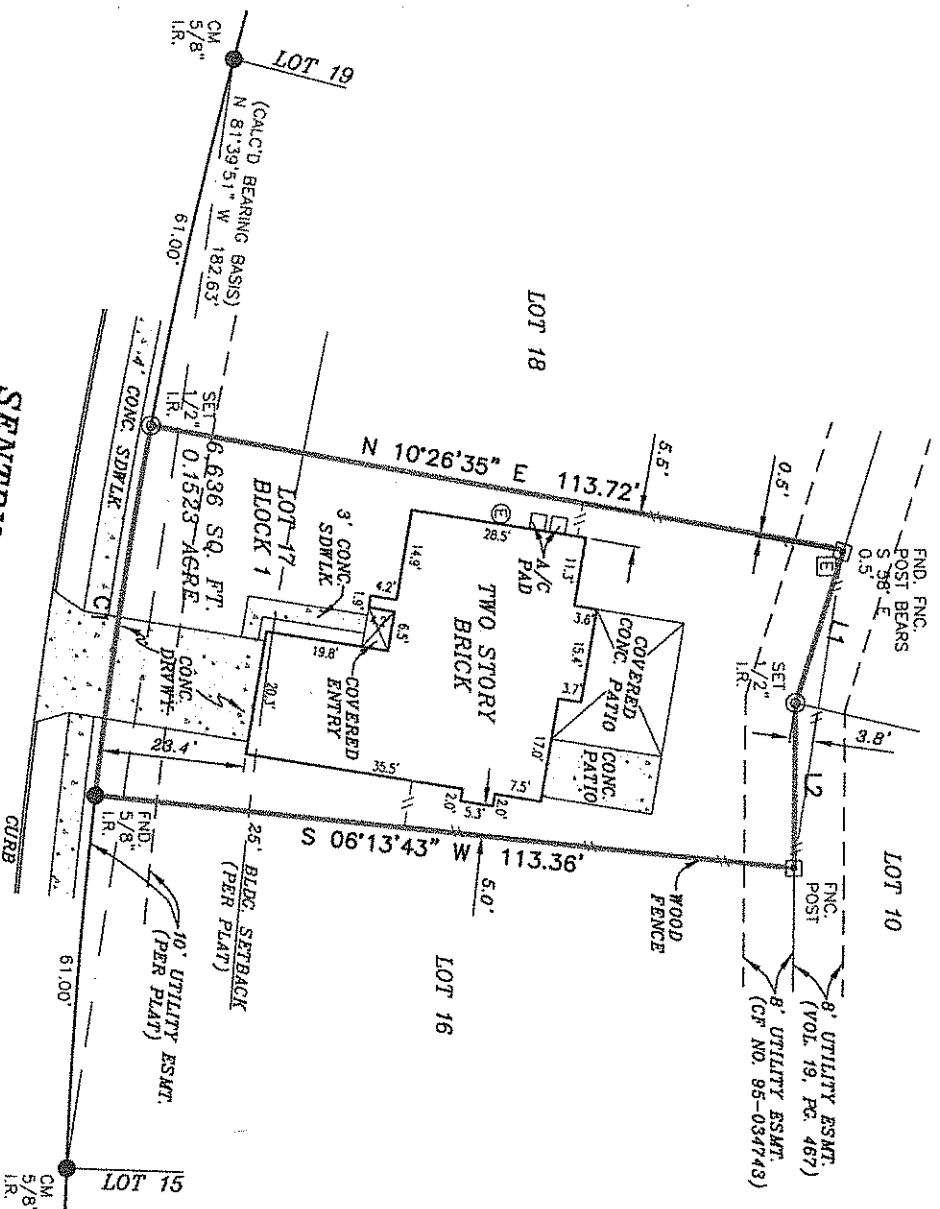 CM
5/8"
I.R.
LOT 19
(CALC'D BEARING BASIS)
N 81°39'51" W 182.63'
61.00'
LOT 18
5.5'
0.5'
FND. FNC.
POST BEARS
S 58° E
0.5'
E
L1
SET
1/2"
I.R.
3.8'
L2
LOT 10
FNC.
POST
8' UTILITY ESMT.
(VOL. 19, PG. 467)
8' UTILITY ESMT.
(CF NO. 95-034743)
N 10°26'35" E 113.72'
E
28.5'
A/C
PAD
11.3'
3.6'
15.4'
3.7'
17.0'
COVERED
CONC. PATIO
CONC.
PATIO
TWO STORY
BRICK
14.9'
4.2'
1.9'
6.5'
19.8'
COVERED
ENTRY
3' CONC.
SDWLK
LOT 17
BLOCK 1
SET
1/2"
I.R.
6,636 SQ. FT.
0.1523 ACRE
4' CONC. SDWLK
C1
CONC.
DRVWY.
20.3'
23.4'
35.5'
2.0'
5.3'
2.0'
7.5'
S 06°13'43" W 113.36'
5.0'
WOOD
FENCE
LOT 16
25' BLDG. SETBACK
(PER PLAT)
FND
5/8"
I.R.
10' UTILITY ESMT.
(PER PLAT)
61.00'
CURB
LOT 15
CM
5/8"
I.R.